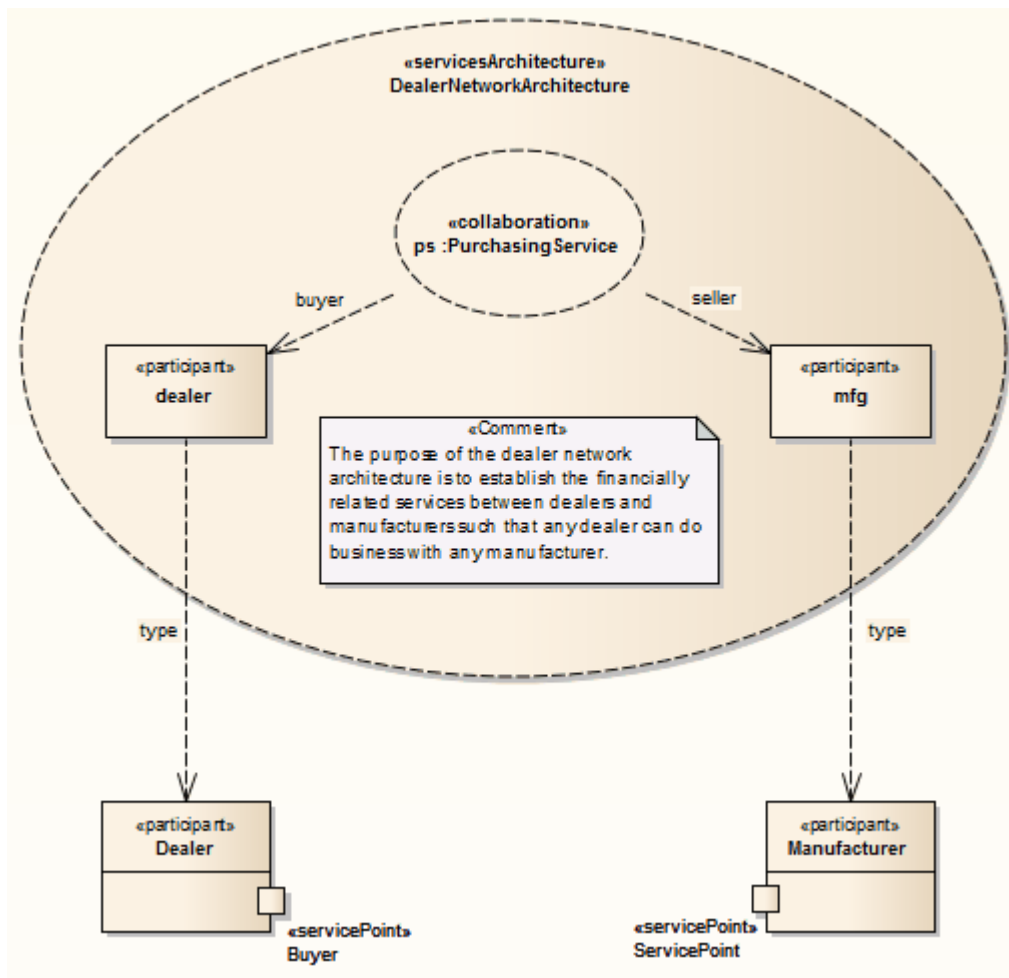 «servicesArchitecture»
DealerNetworkArchitecture
«collaboration»
ps :PurchasingService
buyer
seller
«participant»
dealer
«participant»
mfg
«Comment»
The purpose of the dealer network
architecture is to establish the financially
related services between dealers and
manufacturers such that any dealer can do
business with any manufacturer.
type
type
«participant»
Dealer
«participant»
Manufacturer
«servicePoint»
Buyer
«servicePoint»
ServicePoint